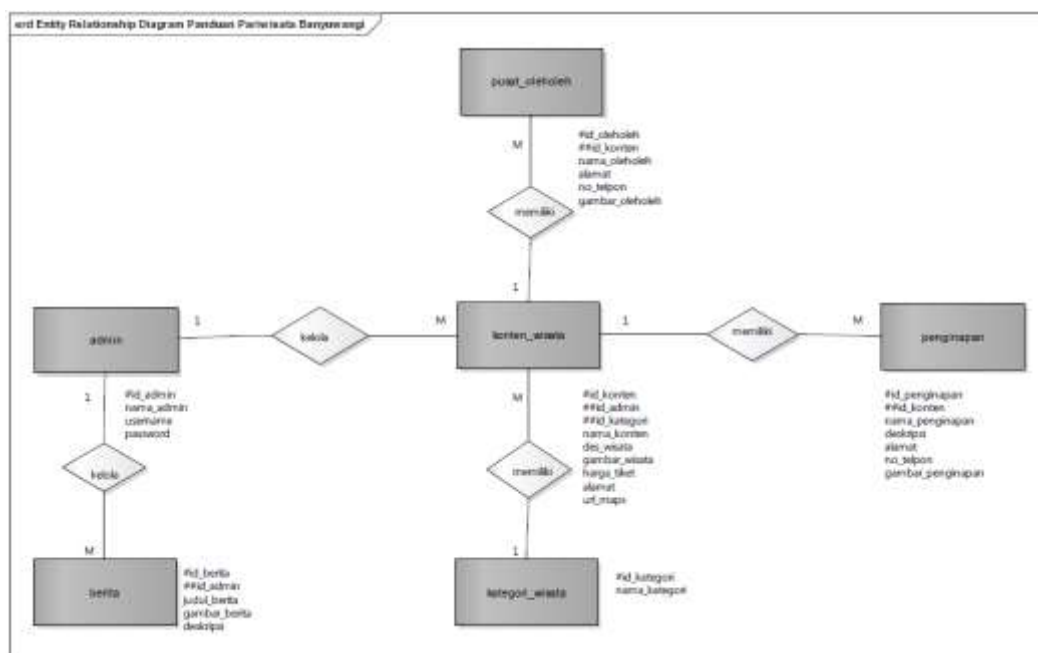 erd Entity Relationship Diagram Panduan Pariwisata Banyuwangi
pusat_oleholeh
M
#id_oleholeh
##id_konten
nama_oleholeh
alamat
no_telpon
gambar_oleholeh
memiliki
1
admin
1
kelola
M
konten_wisata
1
memiliki
M
penginapan
1
#id_admin
nama_admin
username
password
M
#id_konten
##id_admin
##id_kategori
nama_konten
des_wisata
gambar_wisata
harga_tiket
alamat
url_maps
#id_penginapan
##id_konten
nama_penginapan
deskripsi
alamat
no_telpon
gambar_penginapan
kelola
memiliki
M
1
berita
#id_berita
##id_admin
judul_berita
gambar_berita
deskripsi
kategori_wisata
#id_kategori
nama_kategori